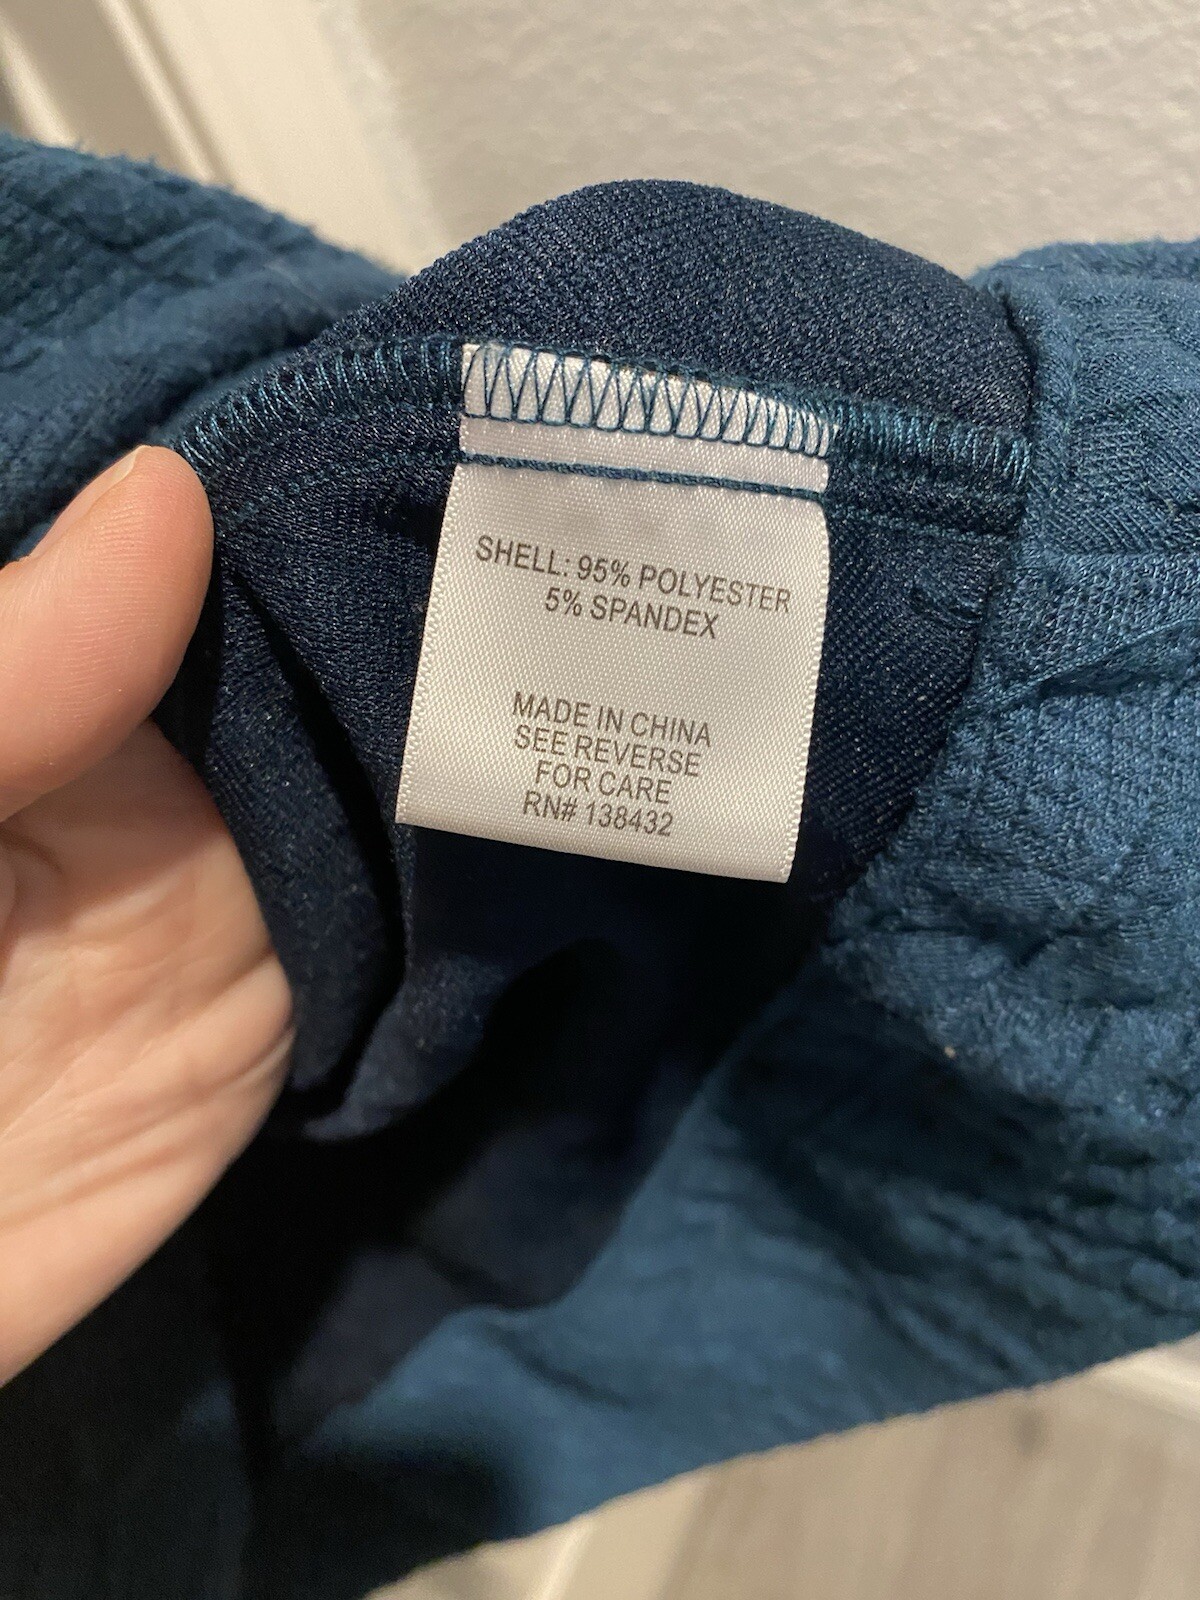 SHELL: 95% POLYESTER
5% SPANDEX
MADE IN CHINA
SEE REVERSE
FOR CARE
RN# 138432